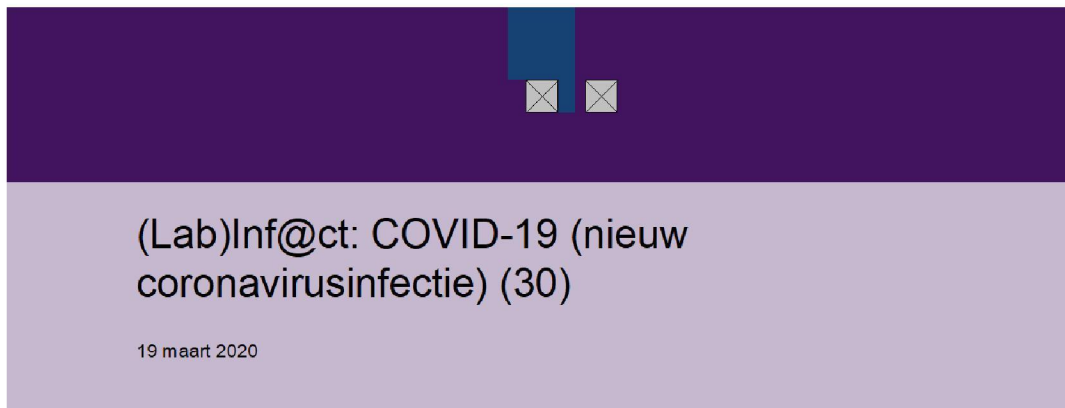 (Lab)Inf@ct: COVID-19 (nieuw
coronavirusinfectie) (30)
19 maart 2020